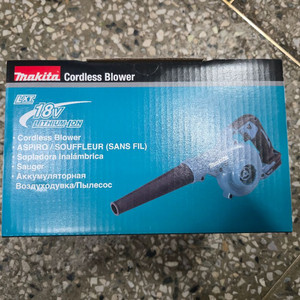 Makita Cordless Blower
LXT
18V
LITHIUM-ION
• Cordless Blower
• ASPIRO / SOUFFLEUR (SANS FIL)
• Sopladora Inalámbrica
• Sauger
• Аккумуляторная
Воздуходувка/Пылесос